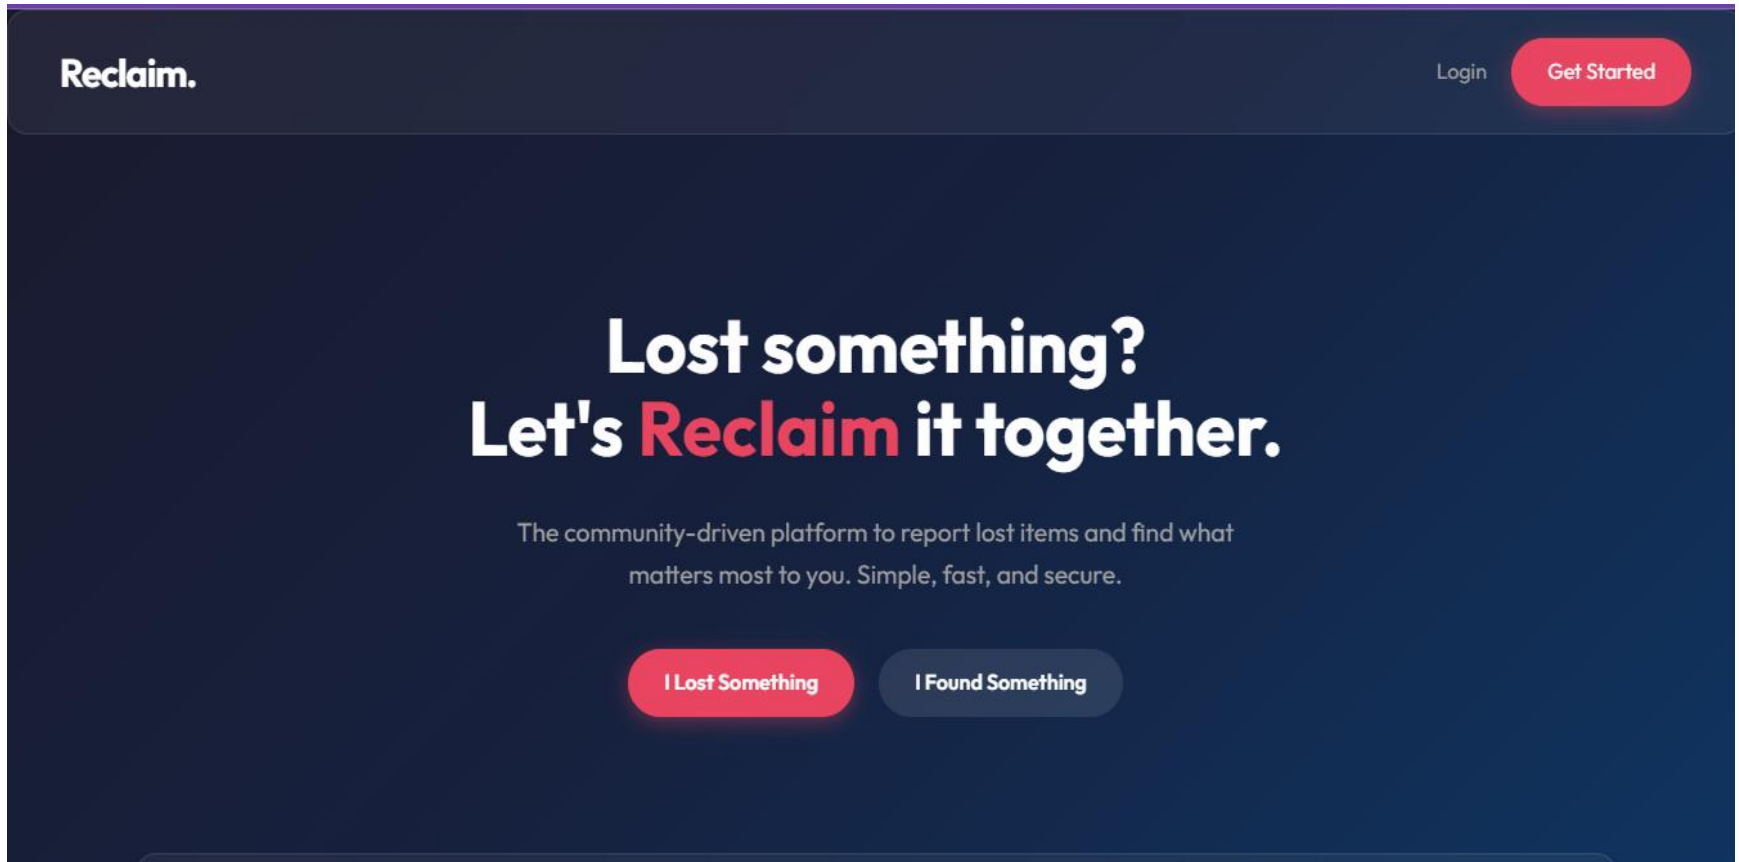 Reclaim.
Login
Get Started
Lost something?
Let's Reclaim it together.
The community-driven platform to report lost items and find what
matters most to you. Simple, fast, and secure.
I Lost Something
I Found Something